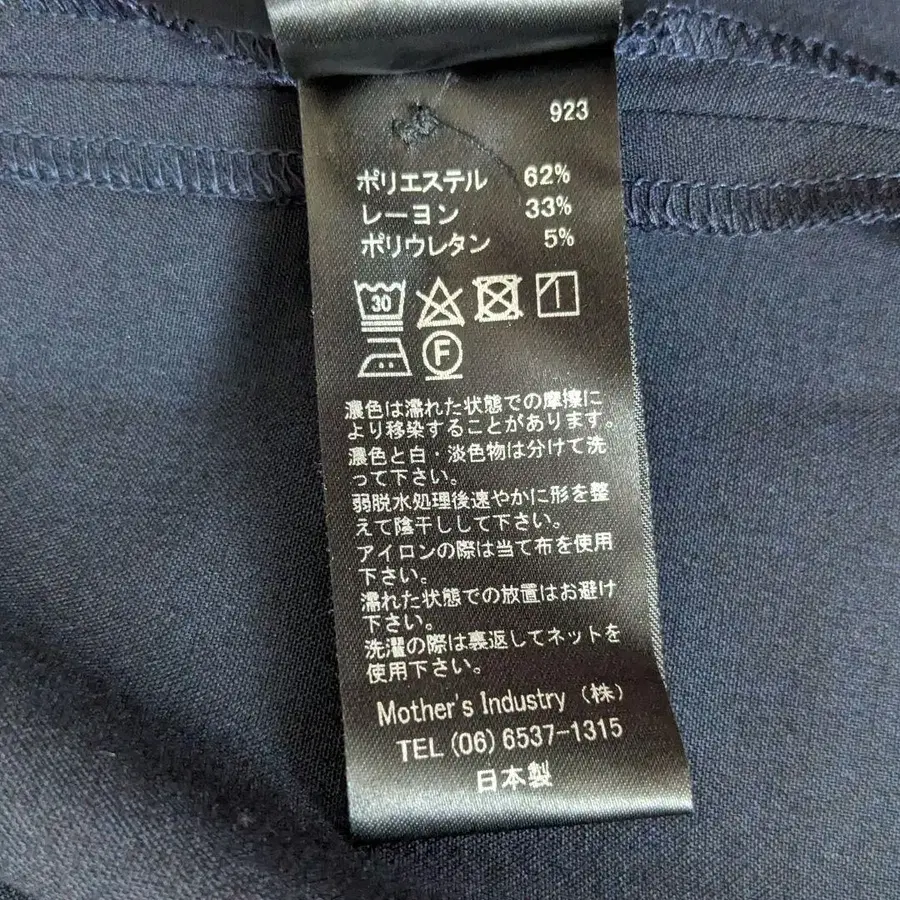 923
ポリエステル 62%
レーヨン 33%
ポリウレタン 5%
30
F
濃色は濡れた状態での摩擦に
より移染することがあります。
濃色と白・淡色物は分けて洗
って下さい。
弱脱水処理後速やかに形を整
えて陰干しして下さい。
アイロンの際は当て布を使用
下さい。
濡れた状態での放置はお避け
下さい。
洗濯の際は裏返してネットを
使用下さい。
Mother's Industry (株)
TEL (06) 6537-1315
日本製